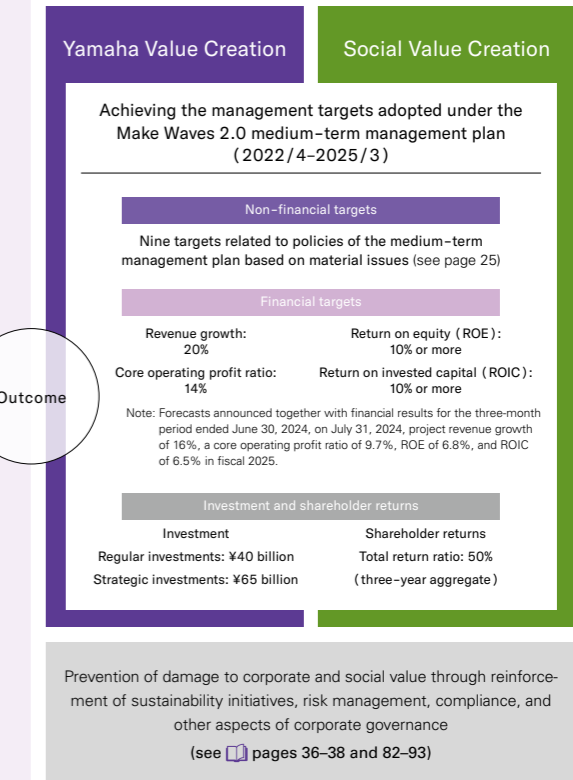 Yamaha Value Creation
Social Value Creation
Achieving the management targets adopted under the
Make Waves 2.0 medium-term management plan
(2022/4–2025/3)
Non-financial targets
Nine targets related to policies of the medium-term
management plan based on material issues (see page 25)
Financial targets
Revenue growth:
20%
Return on equity (ROE):
10% or more
Core operating profit ratio:
14%
Return on invested capital (ROIC):
10% or more
Note: Forecasts announced together with financial results for the three-month
period ended June 30, 2024, on July 31, 2024, project revenue growth
of 16%, a core operating profit ratio of 9.7%, ROE of 6.8%, and ROIC
of 6.5% in fiscal 2025.
Outcome
Investment and shareholder returns
Investment
Regular investments: ¥40 billion
Strategic investments: ¥65 billion
Shareholder returns
Total return ratio: 50%
(three-year aggregate)
Prevention of damage to corporate and social value through reinforce-
ment of sustainability initiatives, risk management, compliance, and
other aspects of corporate governance
(see pages 36–38 and 82–93)